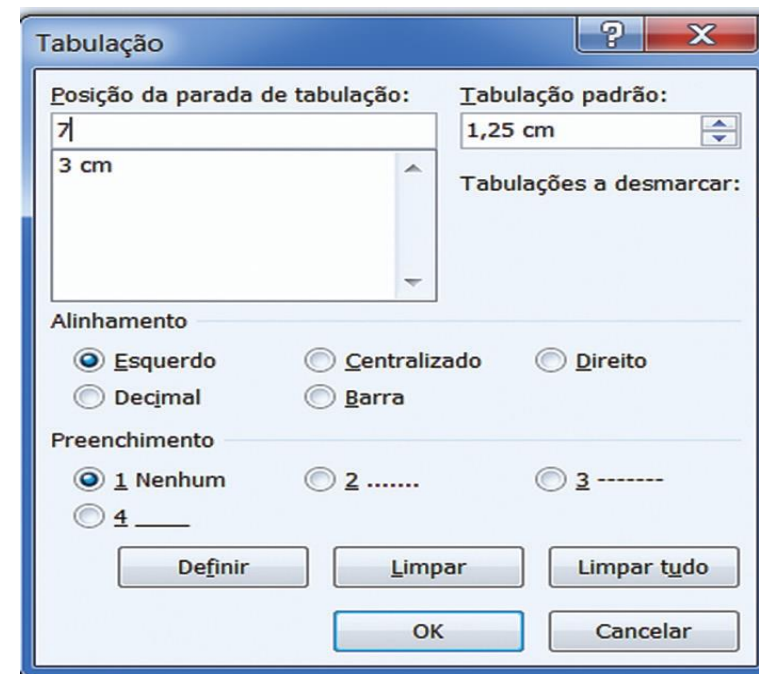 Tabulação
Posição da parada de tabulação: Tabulação padrão:
7 1,25 cm
3 cm
Tabulações a desmarcar:
Alinhamento
Esquerdo Centralizado Direito
Decimal Barra
Preenchimento
1 Nenhum 2 ....... 3 -------
4 ____
Definir Limpar Limpar tudo
OK Cancelar